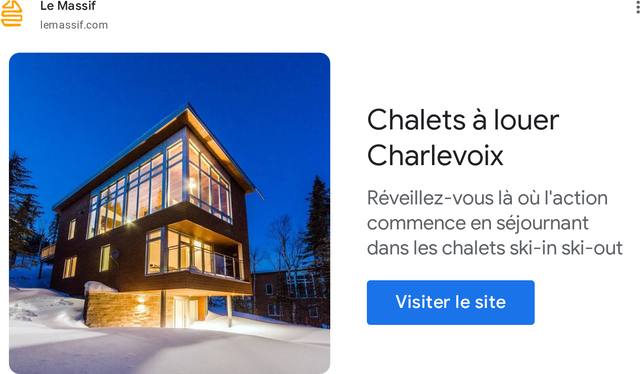 Le Massif
lemassif.com
Chalets à louer
Charlevoix
Réveillez-vous là où l'action
commence en séjournant
dans les chalets ski-in ski-out
Visiter le site